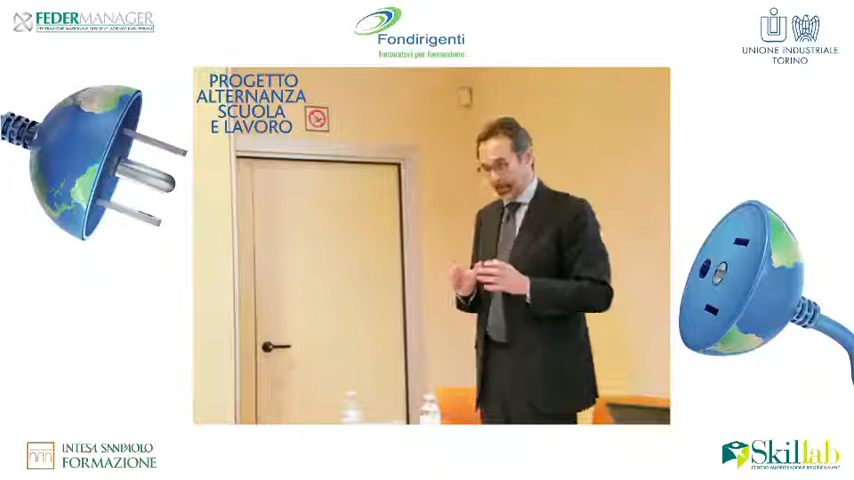 FEDERMANAGER
Fondirigenti
Innovatori per formazione
UNIONE INDUSTRIALE
TORINO
PROGETTO
ALTERNANZA
SCUOLA
E LAVORO
INTESA SANPAOLO
FORMAZIONE
Skillab